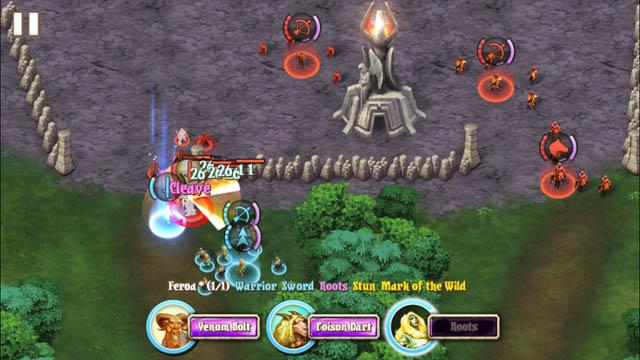 Cleave
Feroa* (1/1) Warrior Sword Roots Stun Mark of the Wild
Venom Bolt
Poison Dart
Roots